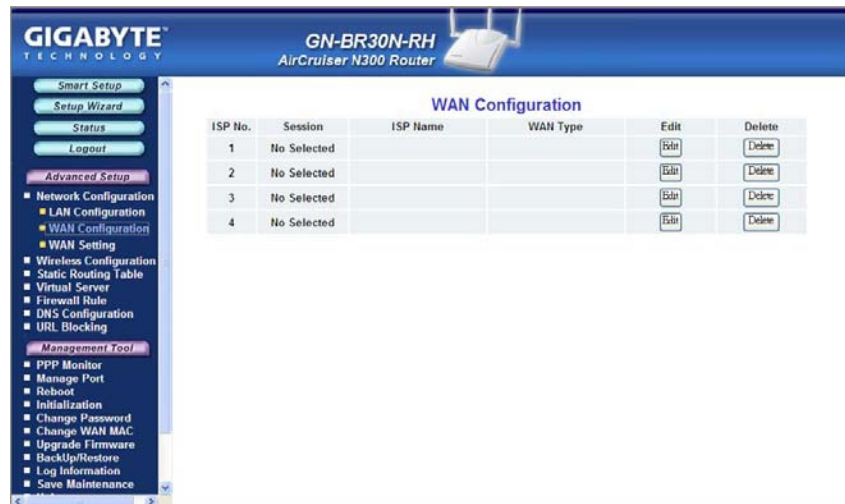 GIGABYTE™
TECHNOLOGY
GN-BR30N-RH
AirCruiser N300 Router
Smart Setup
Setup Wizard
Status
Logout
Advanced Setup
Network Configuration
LAN Configuration
WAN Configuration
WAN Setting
Wireless Configuration
Static Routing Table
Virtual Server
Firewall Rule
DNS Configuration
URL Blocking
Management Tool
PPP Monitor
Manage Port
Reboot
Initialization
Change Password
Change WAN MAC
Upgrade Firmware
BackUp/Restore
Log Information
Save Maintenance
WAN Configuration
ISP No. Session ISP Name WAN Type Edit Delete
1 No Selected Edit Delete
2 No Selected Edit Delete
3 No Selected Edit Delete
4 No Selected Edit Delete